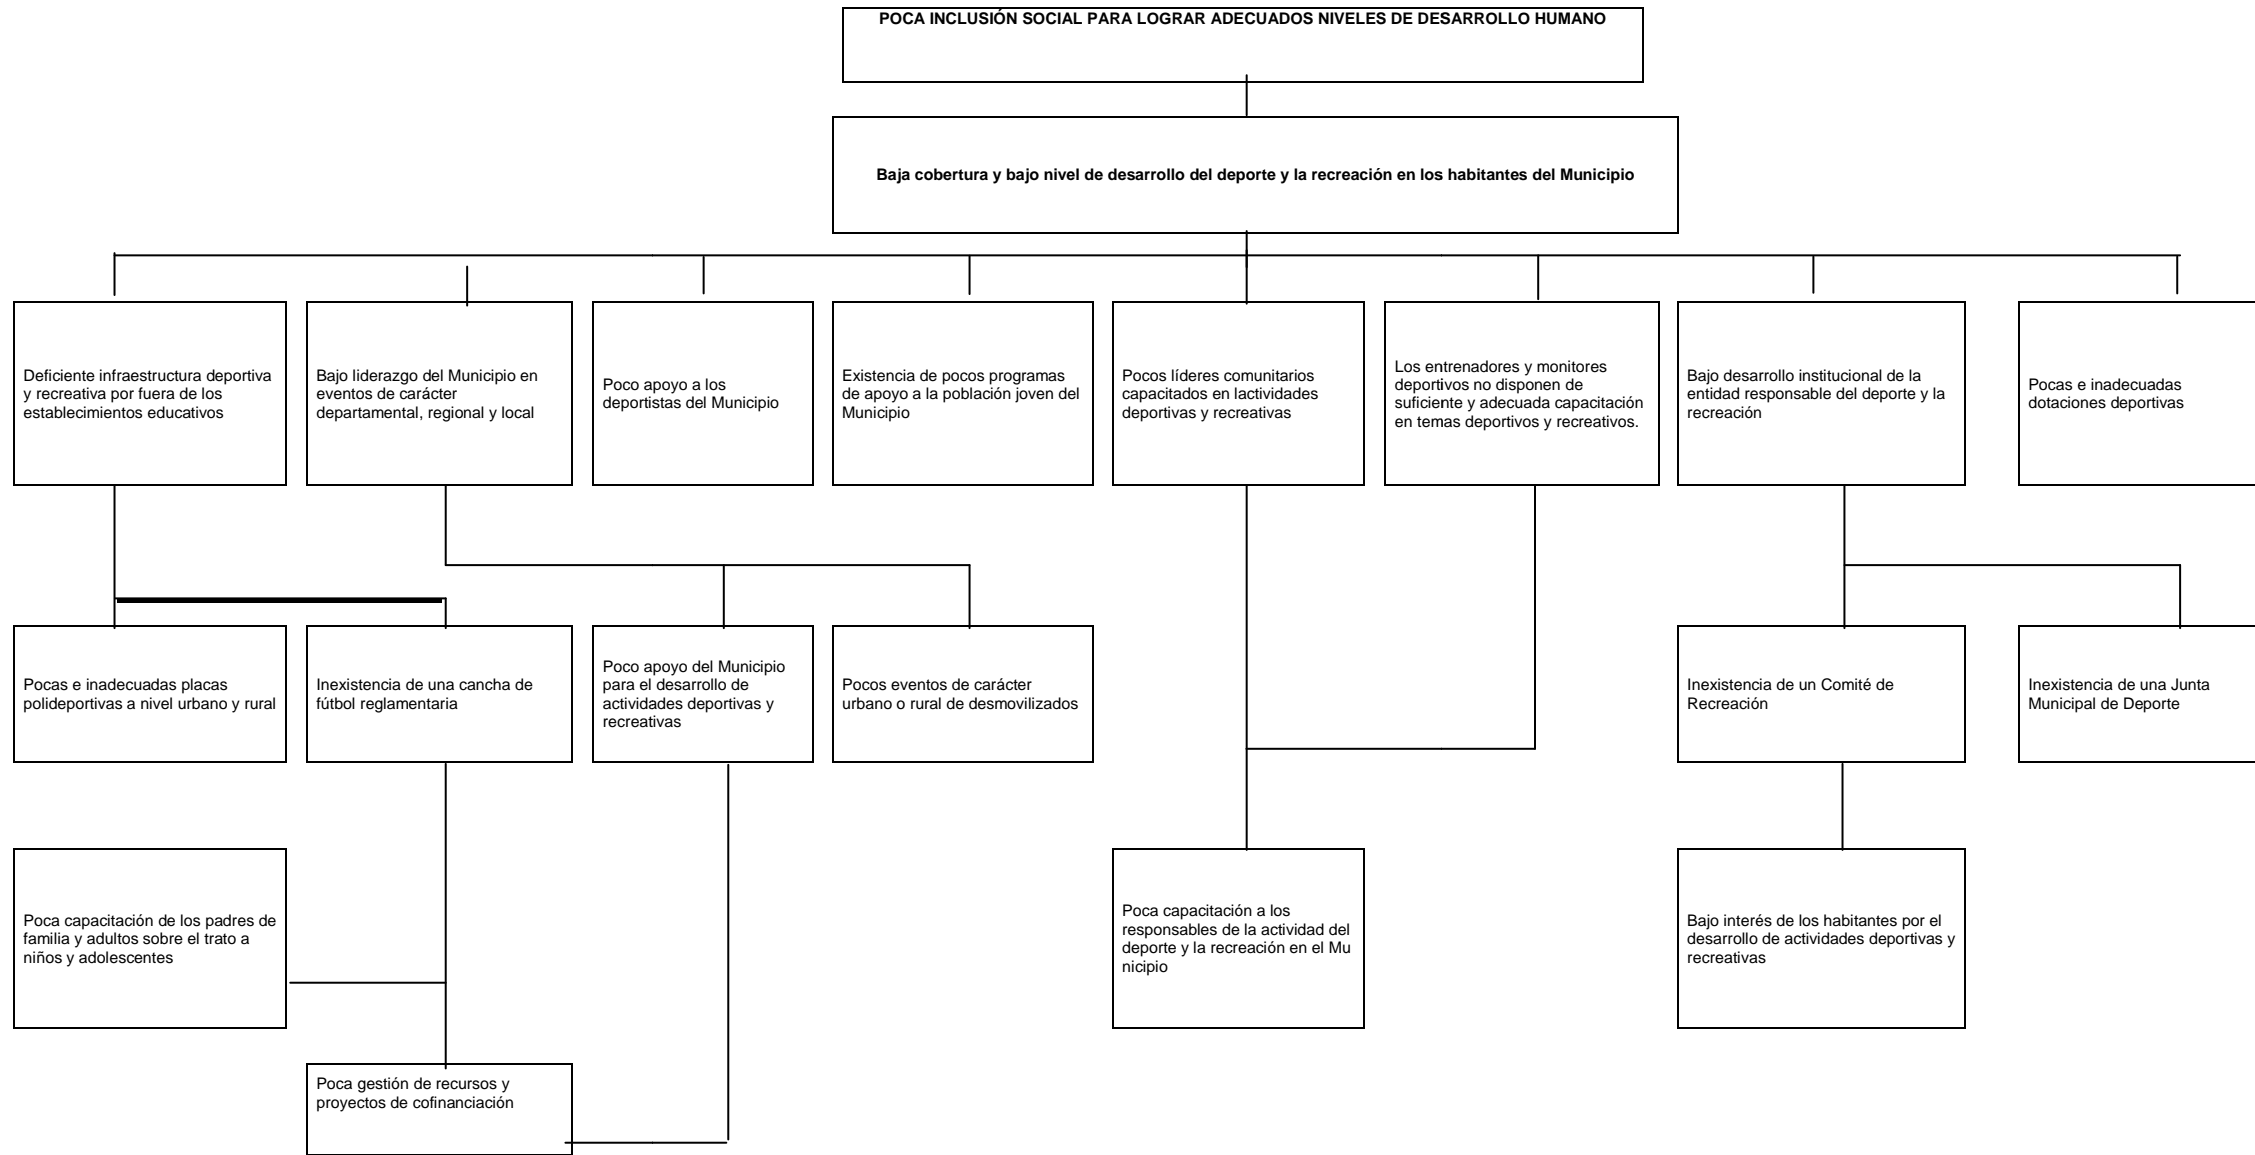 POCA INCLUSIÓN SOCIAL PARA LOGRAR ADECUADOS NIVELES DE DESARROLLO HUMANO
Baja cobertura y bajo nivel de desarrollo del deporte y la recreación en los habitantes del Municipio
Deficiente infraestructura deportiva
y recreativa por fuera de los
establecimientos educativos
Bajo liderazgo del Municipio en
eventos de carácter
departamental, regional y local
Poco apoyo a los
deportistas del Municipio
Existencia de pocos programas
de apoyo a la población joven del
Municipio
Pocos líderes comunitarios
capacitados en lactividades
deportivas y recreativas
Los entrenadores y monitores
deportivos no disponen de
suficiente y adecuada capacitación
en temas deportivos y recreativos.
Bajo desarrollo institucional de la
entidad responsable del deporte y la
recreación
Pocas e inadecuadas
dotaciones deportivas
Pocas e inadecuadas placas
polideportivas a nivel urbano y rural
Inexistencia de una cancha de
fútbol reglamentaria
Poco apoyo del Municipio
para el desarrollo de
actividades deportivas y
recreativas
Pocos eventos de carácter
urbano o rural de desmovilizados
Inexistencia de un Comité de
Recreación
Inexistencia de una Junta
Municipal de Deporte
Poca capacitación de los padres de
familia y adultos sobre el trato a
niños y adolescentes
Poca capacitación a los
responsables de la actividad del
deporte y la recreación en el Mu
nicipio
Bajo interés de los habitantes por el
desarrollo de actividades deportivas y
recreativas
Poca gestión de recursos y
proyectos de cofinanciación